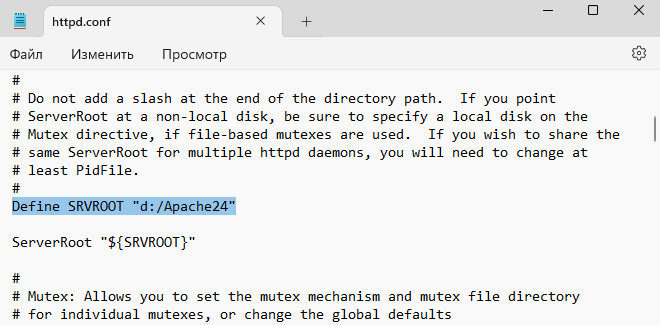 httpd.conf
Файл Изменить Просмотр
#
# Do not add a slash at the end of the directory path.  If you point
# ServerRoot at a non-local disk, be sure to specify a local disk on the
# Mutex directive, if file-based mutexes are used.  If you wish to share the
# same ServerRoot for multiple httpd daemons, you will need to change at
# least PidFile.
#
Define SRVROOT "d:/Apache24"
ServerRoot "${SRVROOT}"
#
# Mutex: Allows you to set the mutex mechanism and mutex file directory
# for individual mutexes, or change the global defaults